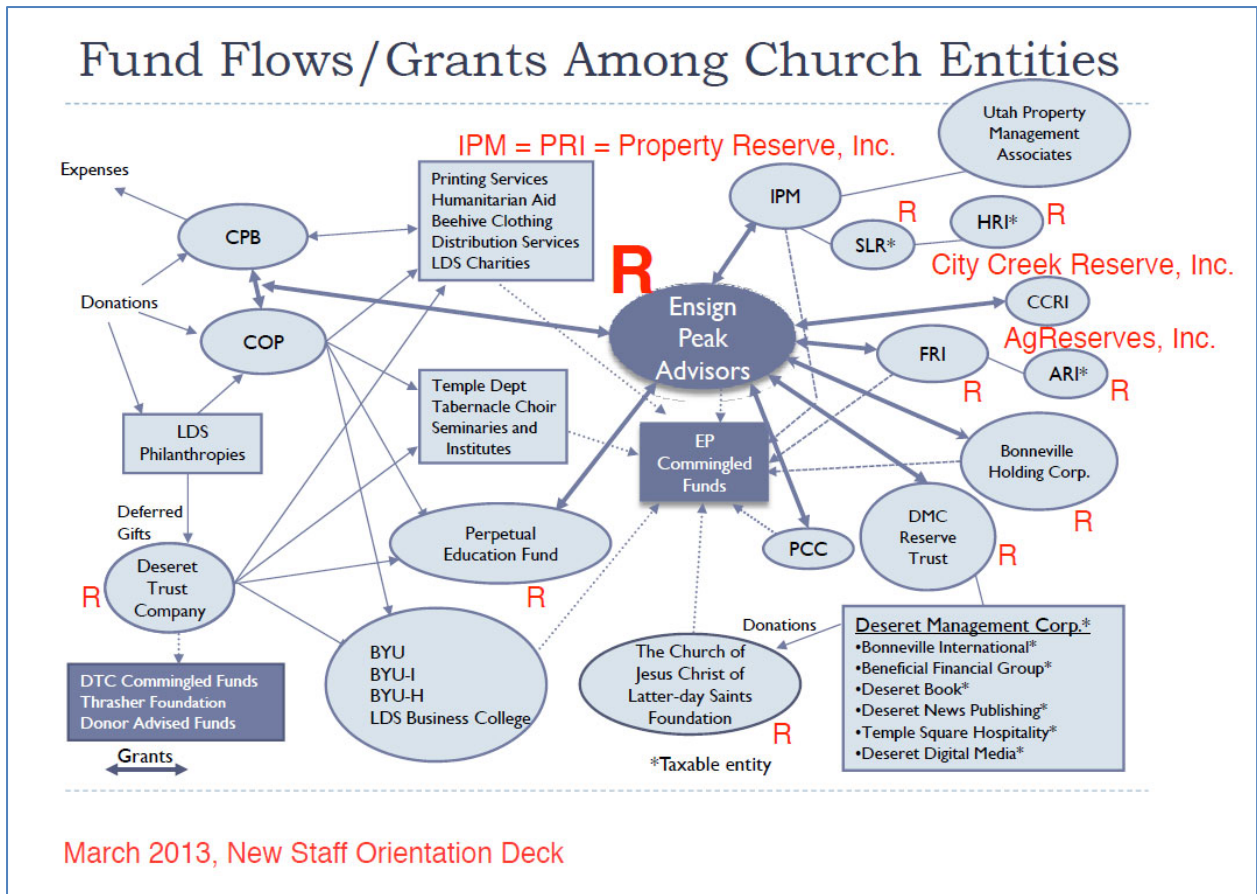 Fund Flows/Grants Among Church Entities
IPM = PRI = Property Reserve, Inc.
Utah Property
Management
Associates
Expenses
Printing Services
Humanitarian Aid
Beehive Clothing
Distribution Services
LDS Charities
IPM
CPB
R
SLR*
HRI*
R
R
City Creek Reserve, Inc.
Donations
COP
Ensign
Peak
Advisors
CCRI
AgReserves, Inc.
FRI
R
ARI*
R
LDS
Philanthropies
Temple Dept
Tabernacle Choir
Seminaries and
Institutes
EP
Commingled
Funds
Bonneville
Holding Corp.
R
Deferred
Gifts
Perpetual
Education Fund
R
PCC
DMC
Reserve
Trust
R
R
Deseret
Trust
Company
Donations
BYU
BYU-I
BYU-H
LDS Business College
The Church of
Jesus Christ of
Latter-day Saints
Foundation
R
Deseret Management Corp.*
•Bonneville International*
•Beneficial Financial Group*
•Deseret Book*
•Deseret News Publishing*
•Temple Square Hospitality*
•Deseret Digital Media*
DTC Commingled Funds
Thrasher Foundation
Donor Advised Funds
Grants
*Taxable entity
March 2013, New Staff Orientation Deck